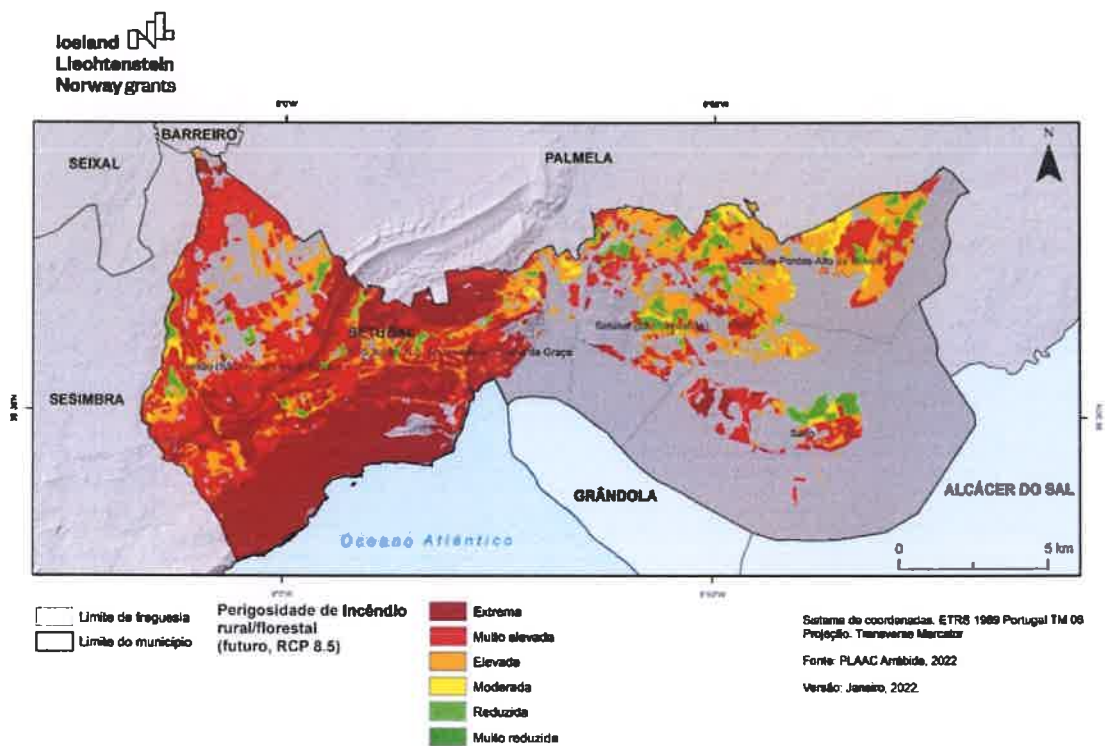 Iceland
Liechtenstein
Norway grants
BARREIRO
SEIXAL
PALMELA
N
SETÚBAL
da Graça
SESIMBRA
GRÂNDOLA
ALCÁCER DO SAL
Oceano Atlântico
0 5 km
Limite de freguesia
Limite do município
Perigosidade de Incêndio
rural/florestal
(futuro, RCP 8.5)
Extrema
Muito elevada
Elevada
Moderada
Reduzida
Muito reduzida
Sistema de coordenadas. ETRS 1989 Portugal TM 06
Projeção. Transverse Mercator
Fonte: PLAAC Arrábida, 2022
Versão: Janeiro, 2022.